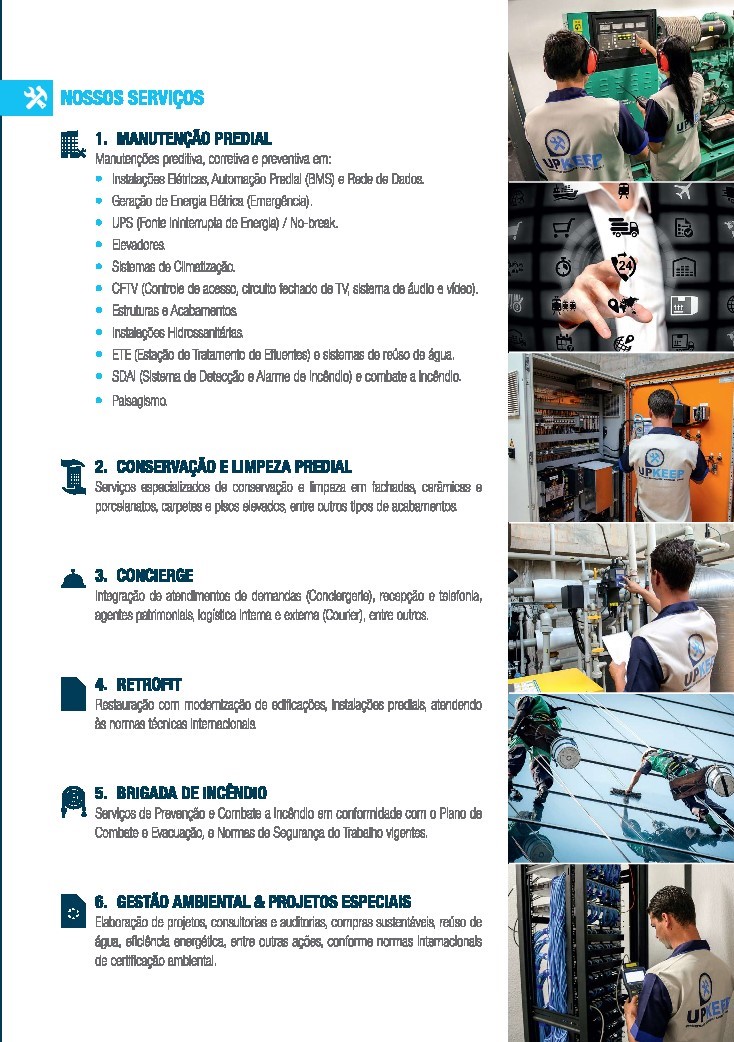 NOSSOS SERVIÇOS
1. MANUTENÇÃO PREDIAL
Manutenções preditiva, corretiva e preventiva em:
• Instalações Elétricas, Automação Predial (BMS) e Rede de Dados.
• Geração de Energia Elétrica (Emergência).
• UPS (Fonte Ininterrupta de Energia) / No-break.
• Elevadores.
• Sistemas de Climatização.
• CFTV (Controle de acesso, circuito fechado de TV, sistema de áudio e vídeo).
• Estruturas e Acabamentos.
• Instalações Hidrossanitárias.
• ETE (Estação de Tratamento de Efluentes) e sistemas de reúso de água.
• SDAI (Sistema de Detecção e Alarme de Incêndio) e combate a incêndio.
• Paisagismo.
2. CONSERVAÇÃO E LIMPEZA PREDIAL
Serviços especializados de conservação e limpeza em fachadas, cerâmicas e
porcelanatos, carpetes e pisos elevados, entre outros tipos de acabamentos.
3. CONCIERGE
Integração de atendimentos de demandas (Conciergerie), recepção e telefonia,
agentes patrimoniais, logística interna e externa (Courier), entre outros.
4. RETROFIT
Restauração com modernização de edificações, instalações prediais, atendendo
às normas técnicas internacionais.
5. BRIGADA DE INCÊNDIO
Serviços de Prevenção e Combate a Incêndio em conformidade com o Plano de
Combate e Evacuação, e Normas de Segurança do Trabalho vigentes.
6. GESTÃO AMBIENTAL & PROJETOS ESPECIAIS
Elaboração de projetos, consultorias e auditorias, compras sustentáveis, reúso de
água, eficiência energética, entre outras ações, conforme normas internacionais
de certificação ambiental.
UPKEEP
UPKEEP
24
UPKEEP
UPKEEP
UPKEEP